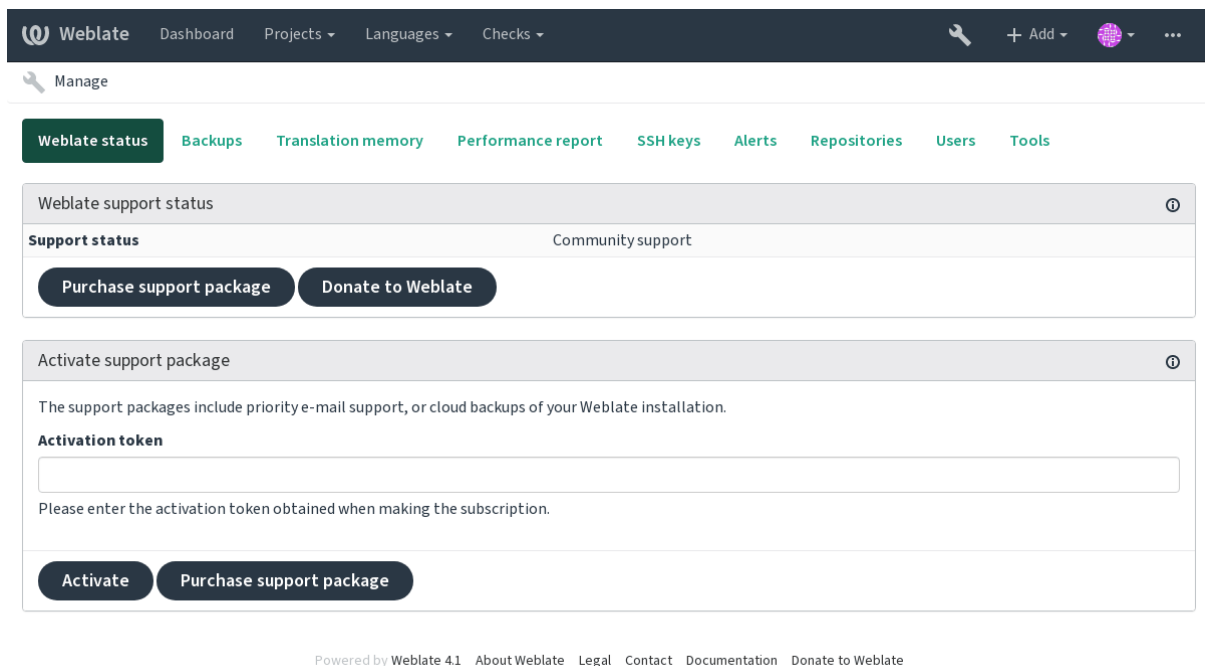 Weblate Dashboard Projects Languages Checks Add
Manage
Weblate status Backups Translation memory Performance report SSH keys Alerts Repositories Users Tools
Weblate support status
Support status Community support
Purchase support package Donate to Weblate
Activate support package
The support packages include priority e-mail support, or cloud backups of your Weblate installation.
Activation token
Please enter the activation token obtained when making the subscription.
Activate Purchase support package
Powered by Weblate 4.1 About Weblate Legal Contact Documentation Donate to Weblate